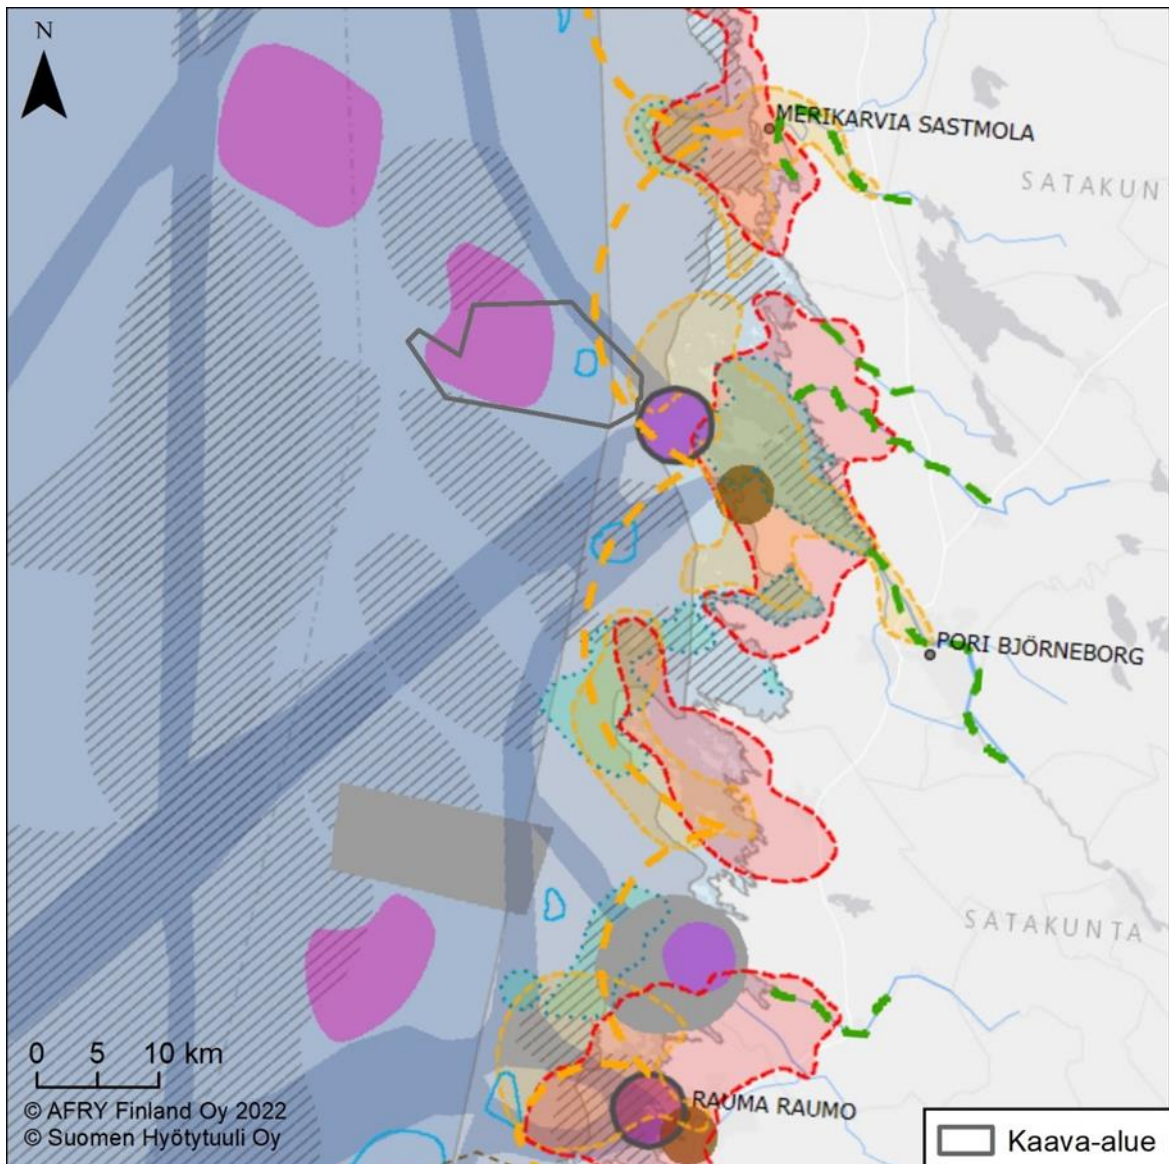 N
MERIKARVIA SASTMOLA
SATAKUN
PORI BJÖRNEBORG
SATAKUNTA
0 5 10 km
© AFRY Finland Oy 2022
© Suomen Hyötytuuli Oy
RAUMA RAUMO
Kaava-alue